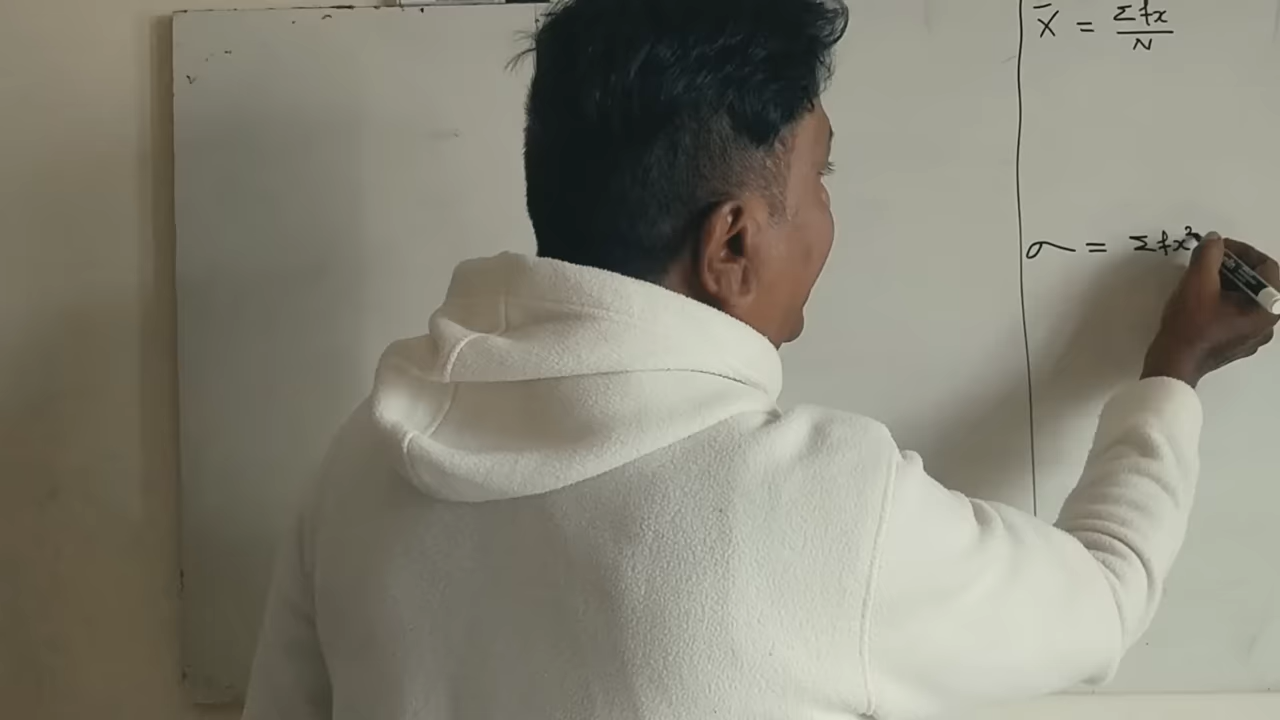 X̄ = Σfx / N
σ = Σfx²